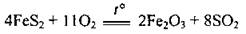 4FeS₂ + 11O₂ =(t°)= 2Fe₂O₃ + 8SO₂